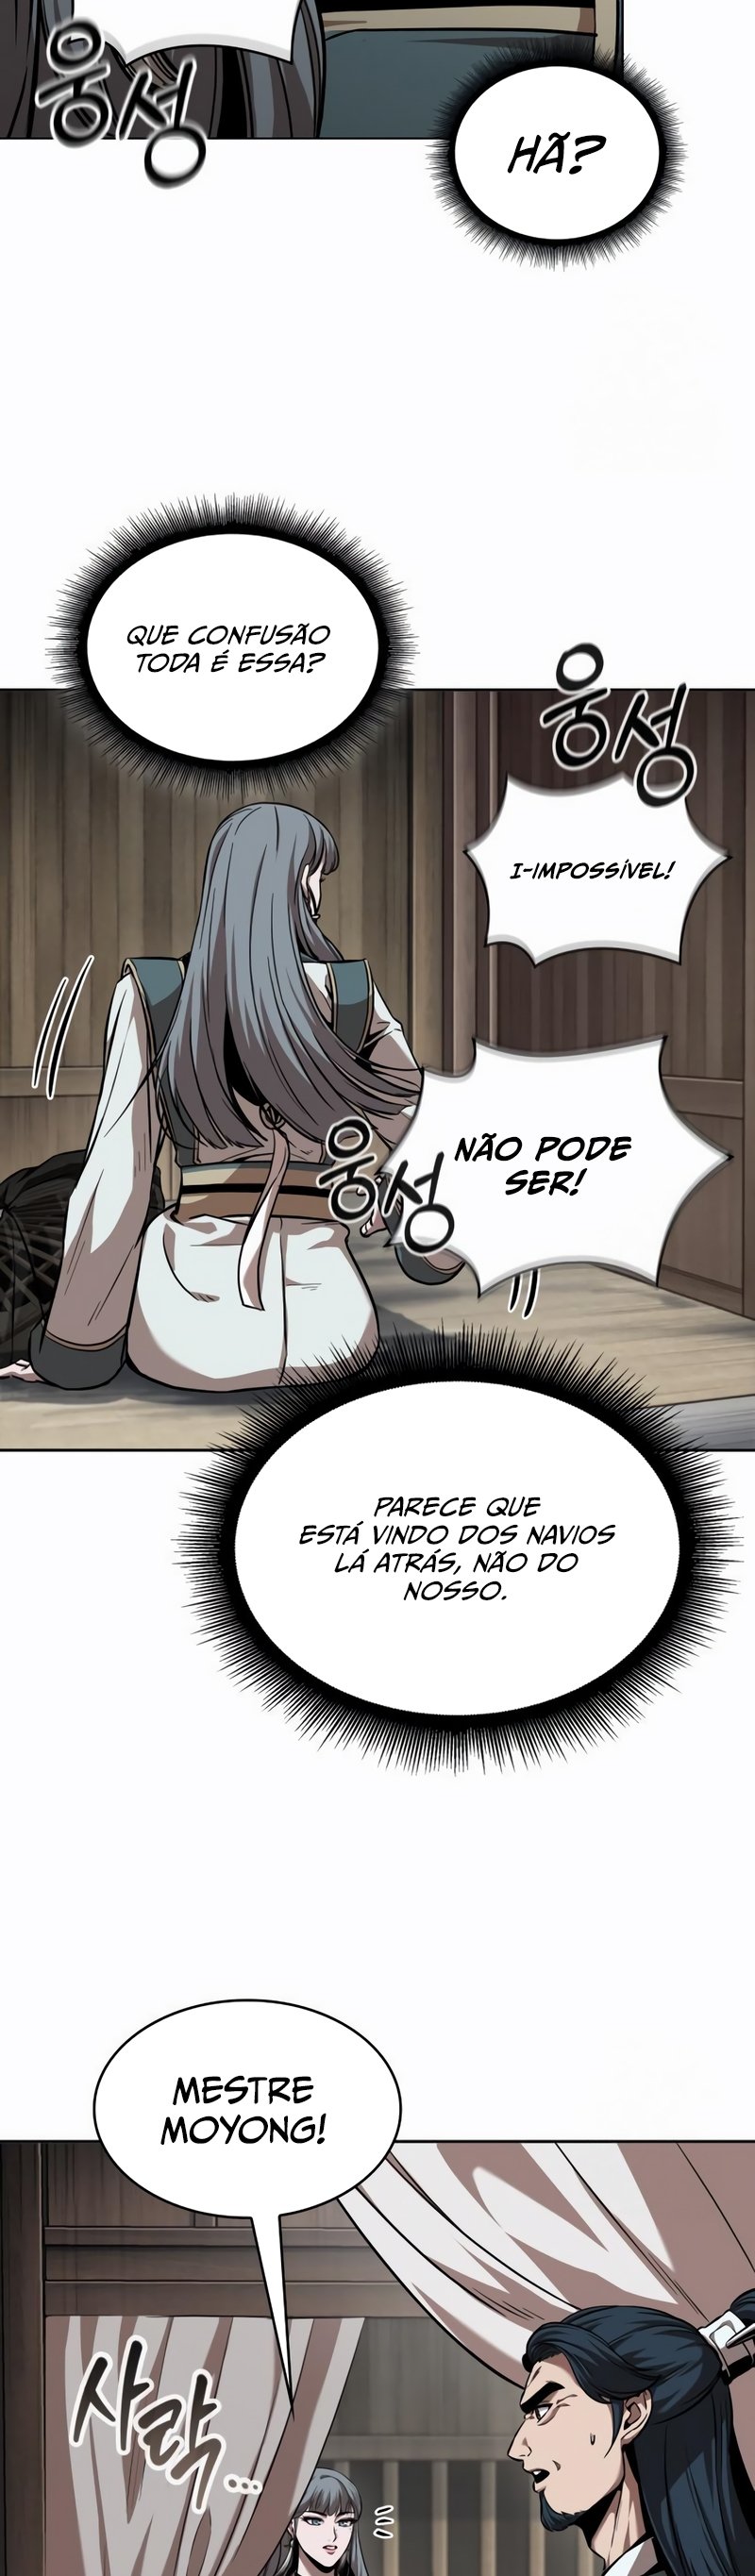 웅성
HÃ?
QUE CONFUSÃO
TODA É ESSA?
웅성
I-IMPOSSÍVEL!
NÃO PODE
SER!
웅성
PARECE QUE
ESTÁ VINDO DOS NAVIOS
LÁ ATRÁS, NÃO DO
NOSSO.
MESTRE
MOYONG!
사락...